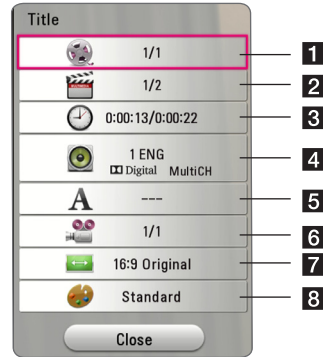 Title
1/1 1
1/2 2
0:00:13/0:00:22 3
1 ENG 4
Digital MultiCH
--- 5
1/1 6
16:9 Original 7
Standard 8
Close